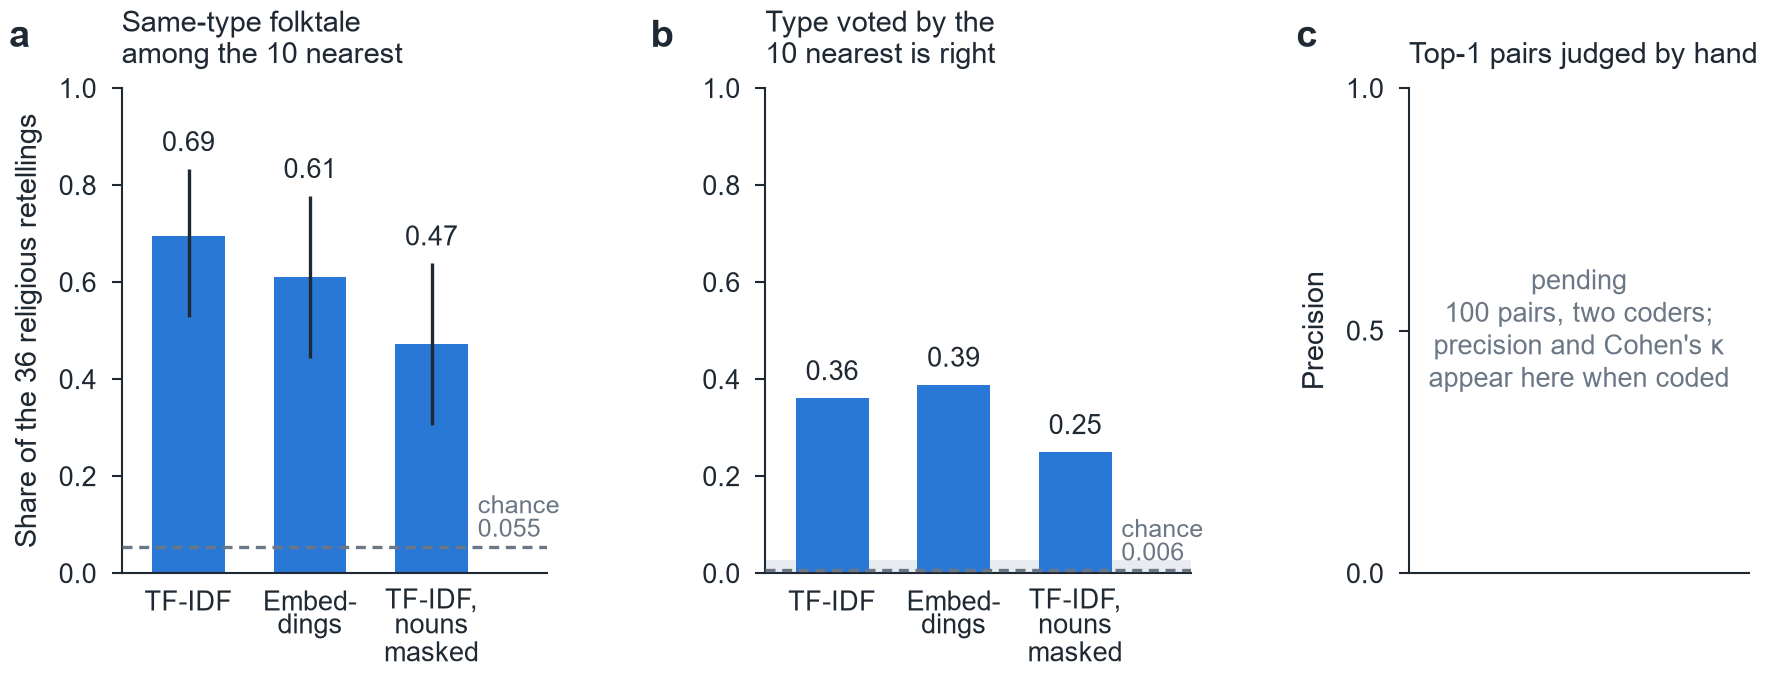 a
Same-type folktale
among the 10 nearest
Share of the 36 religious retellings
1.0
0.8
0.6
0.4
0.2
0.0
0.69
0.61
0.47
chance
0.055
TF-IDF
Embed-
dings
TF-IDF,
nouns
masked
b
Type voted by the
10 nearest is right
1.0
0.8
0.6
0.4
0.2
0.0
0.36
0.39
0.25
chance
0.006
TF-IDF
Embed-
dings
TF-IDF,
nouns
masked
c
Top-1 pairs judged by hand
Precision
1.0
0.5
0.0
pending
100 pairs, two coders;
precision and Cohen's κ
appear here when coded